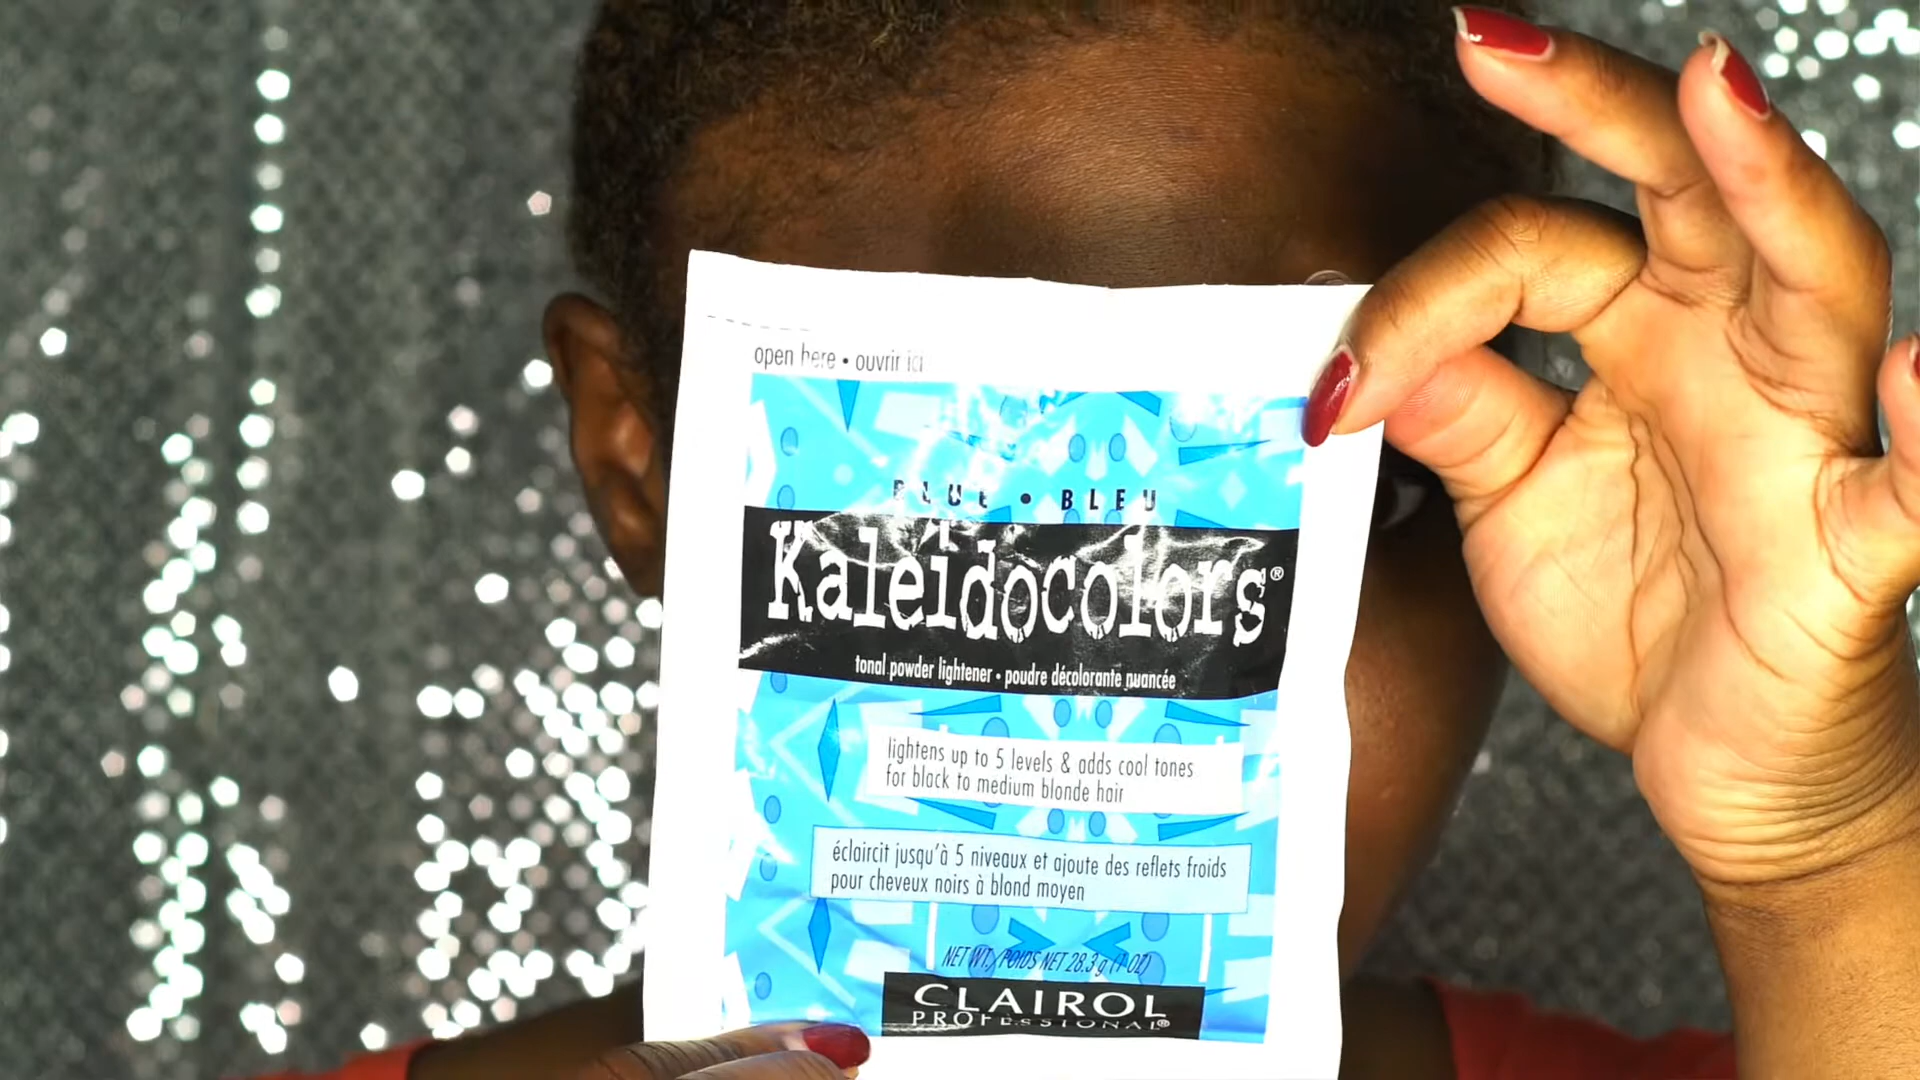 open here • ouvrir ici
BLUE • BLEU
Kaleidocolors®
tonal powder lightener • poudre décolorante nuancée
lightens up to 5 levels & adds cool tones
for black to medium blonde hair
éclaircit jusqu'à 5 niveaux et ajoute des reflets froids
pour cheveux noirs à blond moyen
NET WT./POIDS NET 28.3 g (1 OZ)
CLAIROL
PROFESSIONAL®